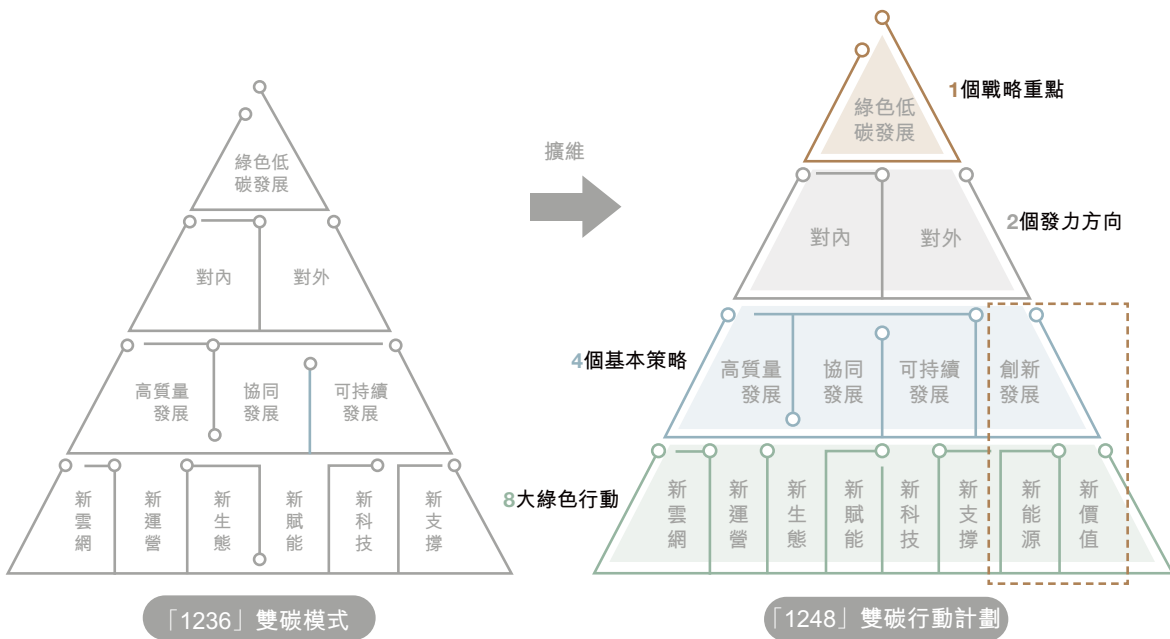 綠色低
碳發展
對內
對外
高質量
發展
協同
發展
可持續
發展
新雲網
新運營
新生態
新賦能
新科技
新支撐
「1236」雙碳模式
擴維
綠色低
碳發展
1個戰略重點
對內
對外
2個發力方向
4個基本策略
高質量
發展
協同
發展
可持續
發展
創新
發展
8大綠色行動
新雲網
新運營
新生態
新賦能
新科技
新支撐
新能源
新價值
「1248」雙碳行動計劃